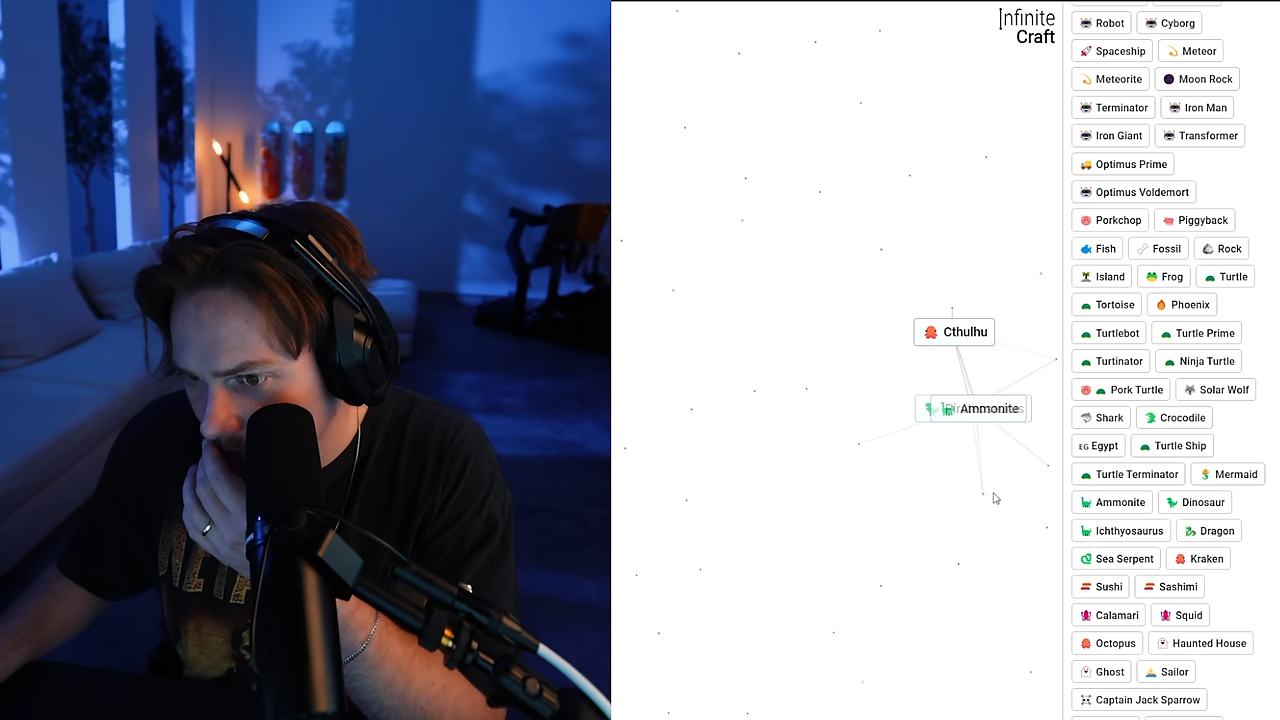 Infinite
Craft
Robot Cyborg
Spaceship Meteor
Meteorite Moon Rock
Terminator Iron Man
Iron Giant Transformer
Optimus Prime
Optimus Voldemort
Porkchop Piggyback
Fish Fossil Rock
Island Frog Turtle
Tortoise Phoenix
Turtlebot Turtle Prime
Turtinator Ninja Turtle
Pork Turtle Solar Wolf
Shark Crocodile
EG Egypt Turtle Ship
Turtle Terminator Mermaid
Ammonite Dinosaur
Ichthyosaurus Dragon
Sea Serpent Kraken
Sushi Sashimi
Calamari Squid
Octopus Haunted House
Ghost Sailor
Captain Jack Sparrow
Cthulhu
Ammonite